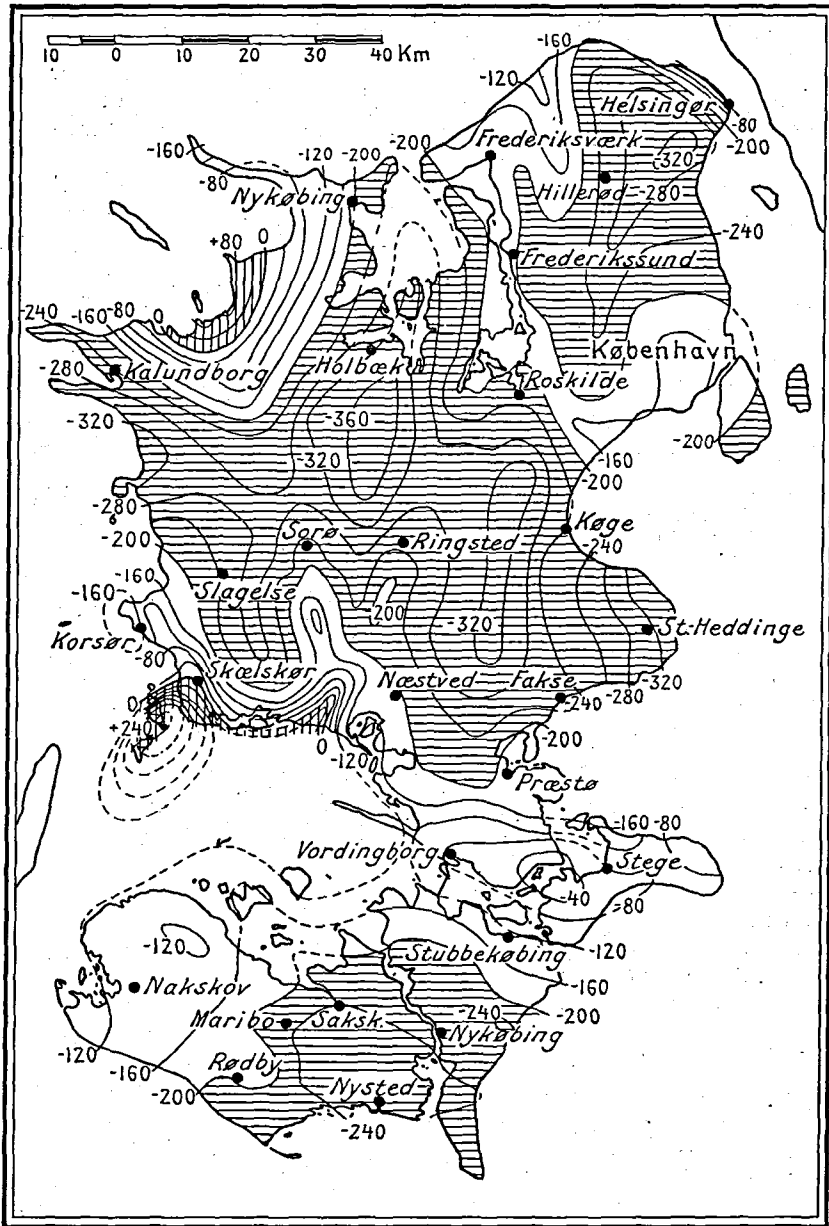 10 0 10 20 30 40 Km
-160
-120
Helsingør
-80
-200
-320
Frederiksværk
-200
-160
-120
-200
-80
Nykøbing
Hillerød
-280
-240
+80
0
Frederikssund
-240
-160
-80
0
København
-280
Kalundborg
Holbæk
Roskilde
-320
-360
-320
-200
-160
-200
-280
-200
Sorø
Ringsted
Køge
-240
-160
Slagelse
-200
-160
Korsør
-320
St. Heddinge
-80
Skælskør
Næstved
Fakse
-320
-280
-240
0
+240
0
-120
-200
Præstø
-160
-80
Vordingborg
Stege
-40
-80
-120
Stubbekøbing
-120
-160
Nakskov
-200
-240
Maribo
Saksk.
Nykøbing
-120
-160
Rødby
-200
Nysted
-240